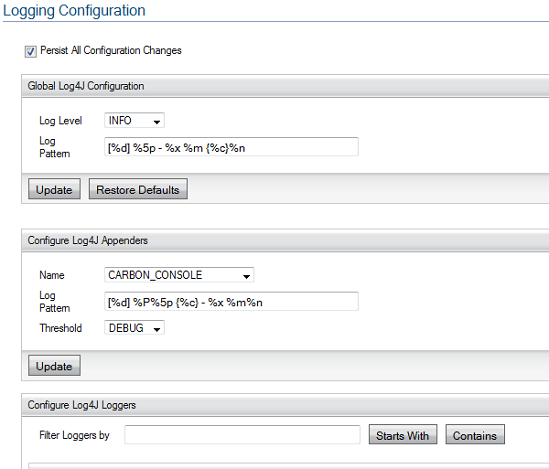 Logging Configuration
Persist All Configuration Changes
Global Log4J Configuration
Log Level INFO
Log Pattern [%d] %5p - %x %m {%c}%n
Update Restore Defaults
Configure Log4J Appenders
Name CARBON_CONSOLE
Log Pattern [%d] %P%5p {%c} - %x %m%n
Threshold DEBUG
Update
Configure Log4J Loggers
Filter Loggers by Starts With Contains